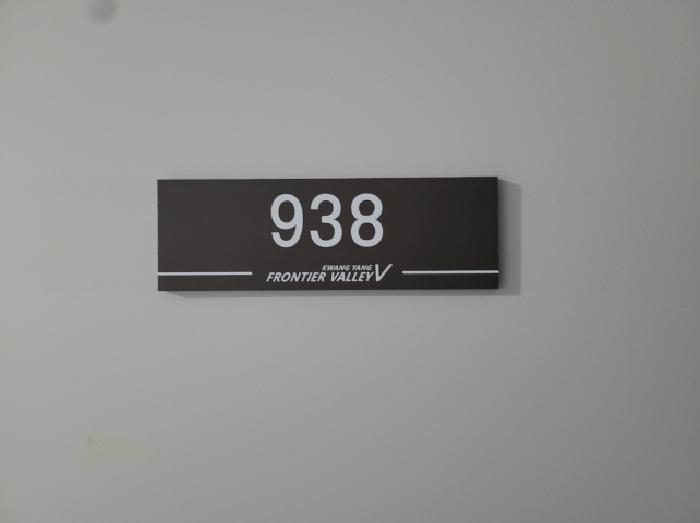 938
KWANG YANG
FRONTIER VALLEY V